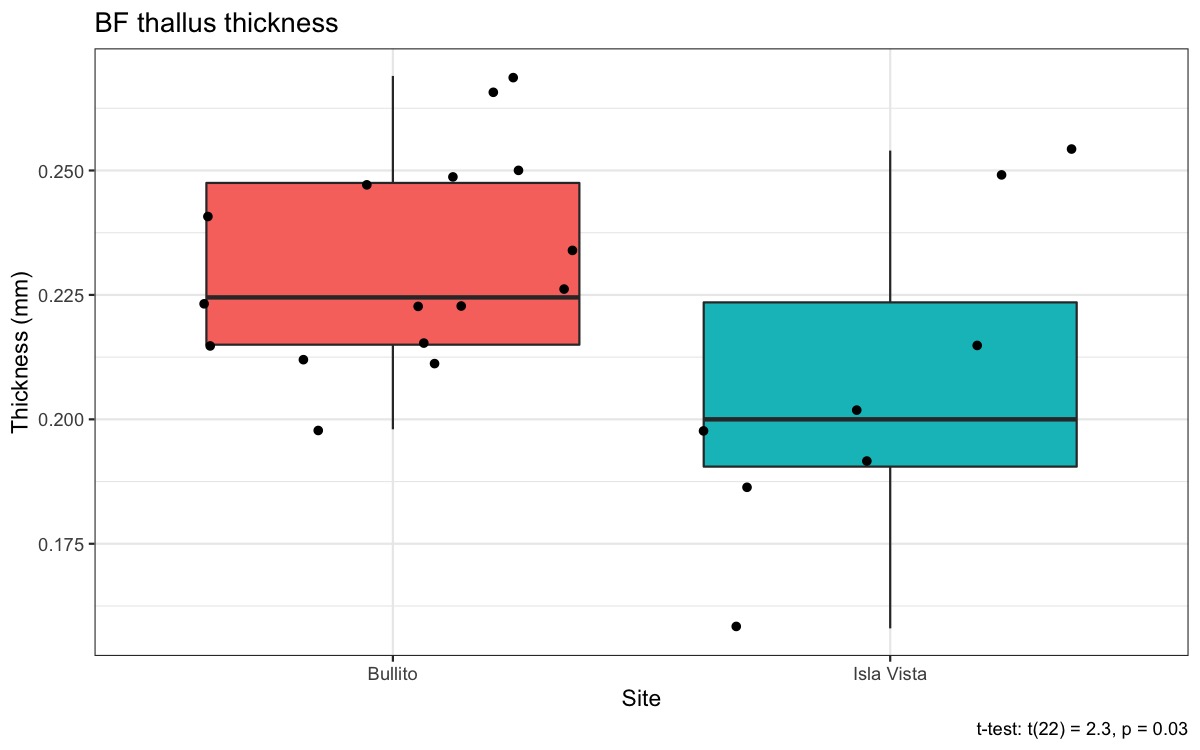 BF thallus thickness
Thickness (mm)
0.250
0.225
0.200
0.175
Bullito
Isla Vista
Site
t-test: t(22) = 2.3, p = 0.03